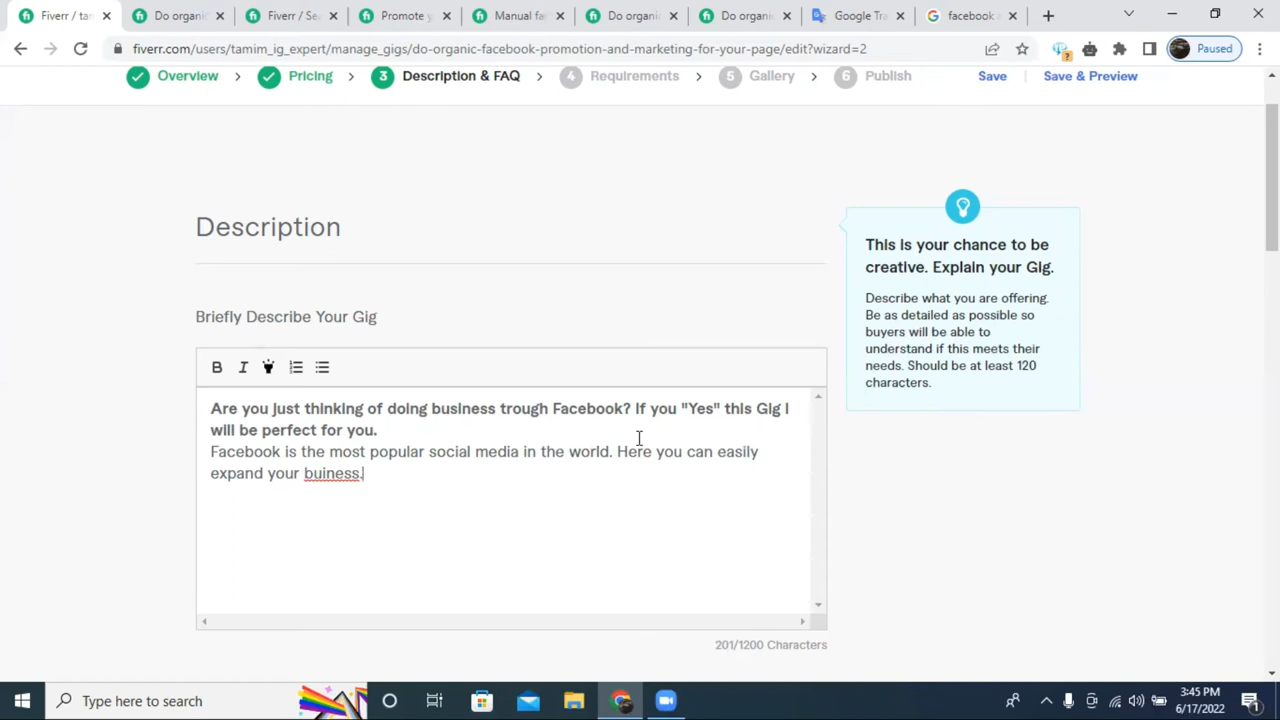 Fiverr / tar
Do organic
Fiverr / Se
Promote y
Manual fa
Do organi
Do organi
Google Tra
facebook
fiverr.com/users/tamim_ig_expert/manage_gigs/do-organic-facebook-promotion-and-marketing-for-your-page/edit?wizard=2
Paused
Overview
Pricing
3 Description & FAQ
4 Requirements
5 Gallery
6 Publish
Save
Save & Preview
Description
This is your chance to be
creative. Explain your Gig.
Describe what you are offering.
Be as detailed as possible so
buyers will be able to
understand if this meets their
needs. Should be at least 120
characters.
Briefly Describe Your Gig
B I
Are you just thinking of doing business trough Facebook? If you "Yes" this Gig I
will be perfect for you.
Facebook is the most popular social media in the world. Here you can easily
expand your buiness.
201/1200 Characters
Type here to search
3:45 PM
6/17/2022
1